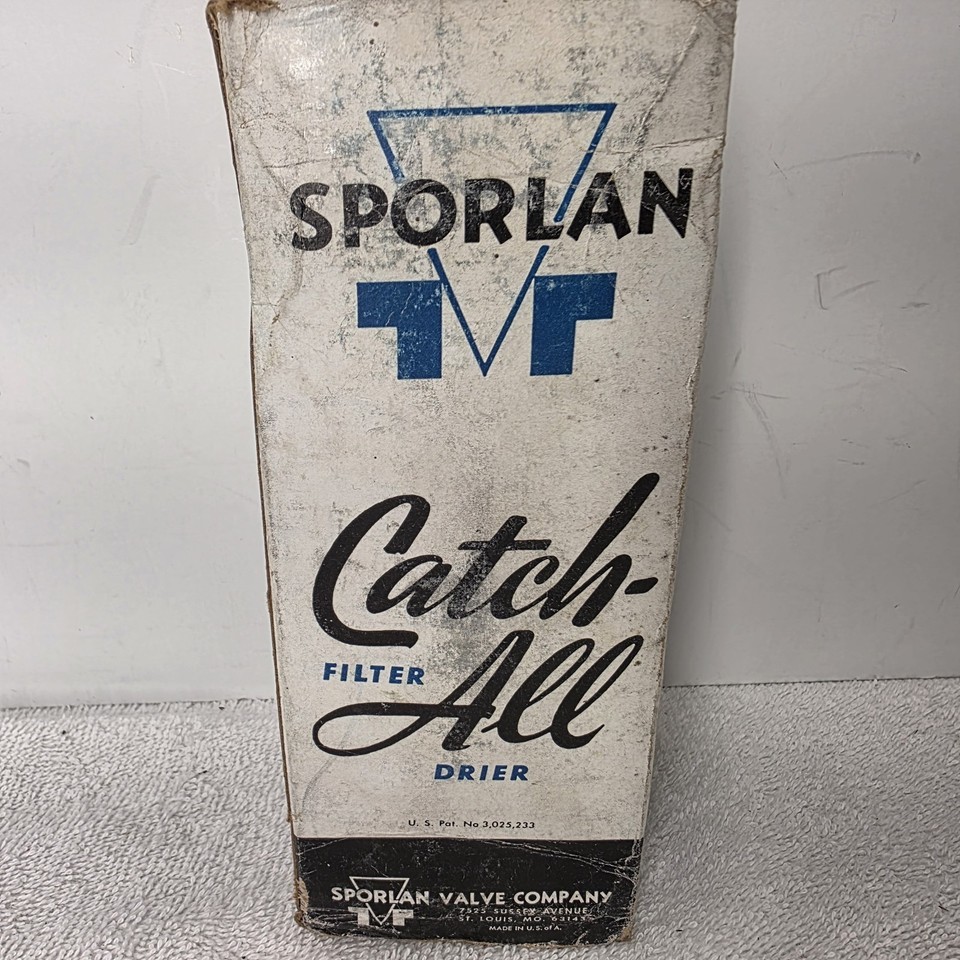 SPORLAN
Catch-
All
FILTER
DRIER
U. S. Pat. No 3,025,233
SPORLAN VALVE COMPANY
7525 SUSSEX AVENUE
ST. LOUIS, MO. 63143
MADE IN U.S. of A.